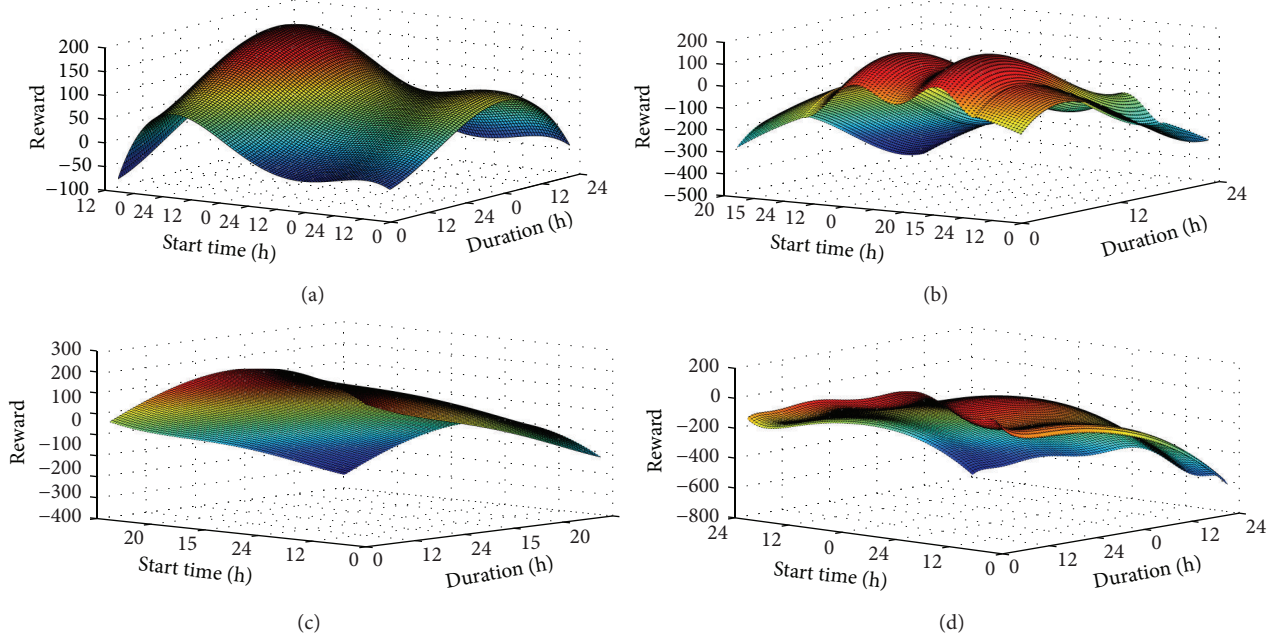 200
150
100
50
0
−50
−100
Reward
12 0 24 12 0 24 12 0 24 12 0
Start time (h)
0 12 24 0 12 24
Duration (h)
(a)
200
100
0
−100
−200
−300
−400
−500
Reward
20 15 24 12 0 20 15 24 12 0
Start time (h)
0 12 24
Duration (h)
(b)
300
200
100
0
−100
−200
−300
−400
Reward
20 15 24 12 0
Start time (h)
0 12 24 15 20
Duration (h)
(c)
200
0
−200
−400
−600
−800
Reward
24 12 0 24 12 0
Start time (h)
0 12 24 0 12 24
Duration (h)
(d)